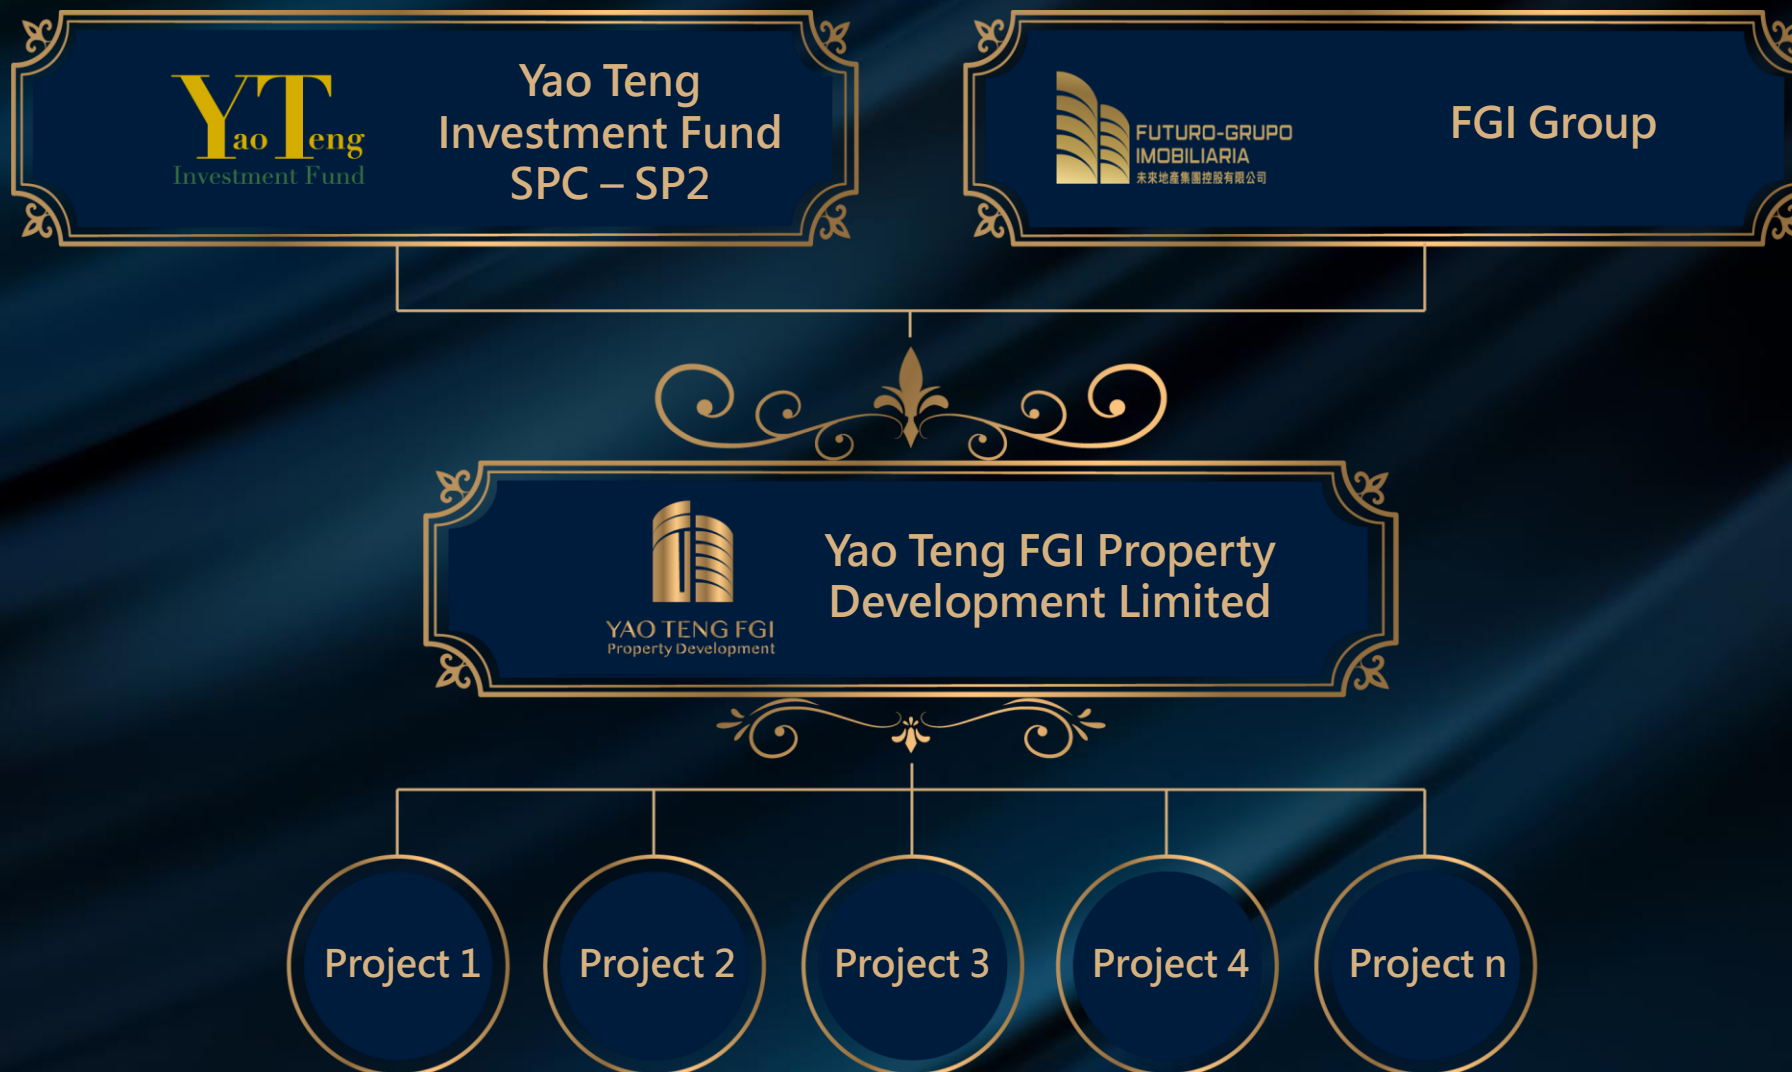 Yao Teng
Investment Fund
Yao Teng
Investment Fund
SPC – SP2
FUTURO-GRUPO
IMOBILIARIA
未來地產集團控股有限公司
FGI Group
YAO TENG FGI
Property Development
Yao Teng FGI Property
Development Limited
Project 1
Project 2
Project 3
Project 4
Project n